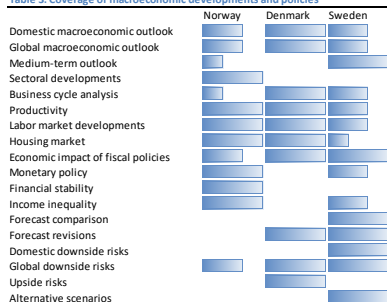 Table 3. Coverage of macroeconomic developments and policies
Norway Denmark Sweden
Domestic macroeconomic outlook
Global macroeconomic outlook
Medium-term outlook
Sectoral developments
Business cycle analysis
Productivity
Labor market developments
Housing market
Economic impact of fiscal policies
Monetary policy
Financial stability
Income inequality
Forecast comparison
Forecast revisions
Domestic downside risks
Global downside risks
Upside risks
Alternative scenarios